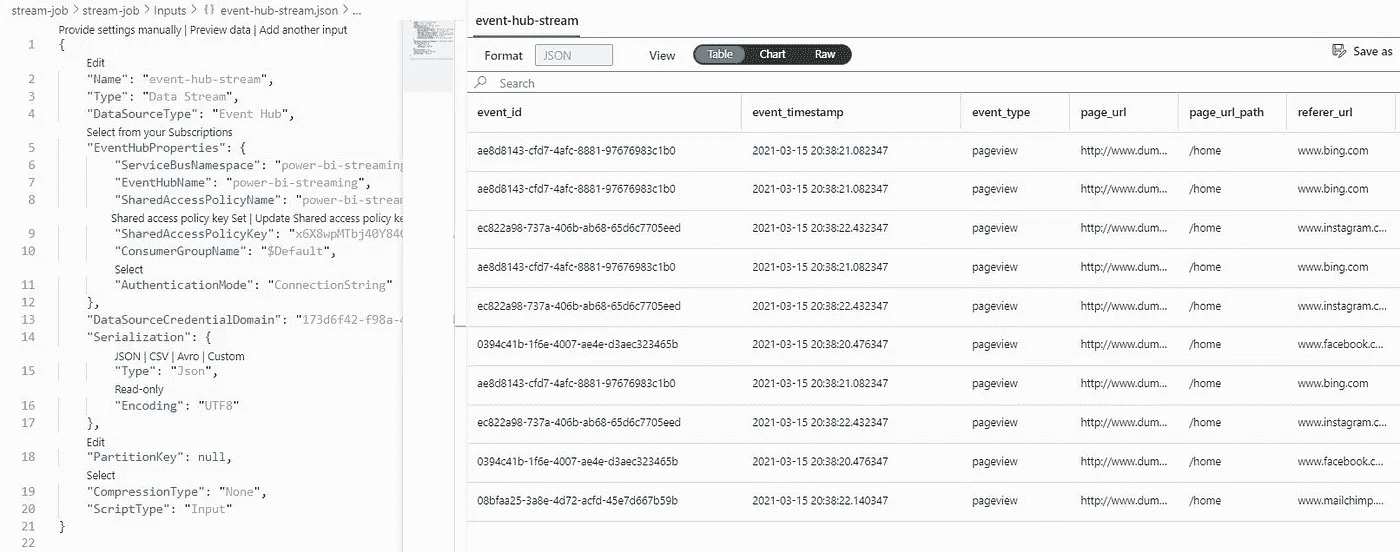 stream-job > stream-job > Inputs > {} event-hub-stream.json > ...
Provide settings manually | Preview data | Add another input
1 {
Edit
2 "Name": "event-hub-stream",
3 "Type": "Data Stream",
4 "DataSourceType": "Event Hub",
Select from your Subscriptions
5 "EventHubProperties": {
6 "ServiceBusNamespace": "power-bi-streaming
7 "EventHubName": "power-bi-streaming",
8 "SharedAccessPolicyName": "power-bi-stream
Shared access policy key Set | Update Shared access policy ke
9 "SharedAccessPolicyKey": "x6X8wpMTbj40Y84
10 "ConsumerGroupName": "$Default",
Select
11 "AuthenticationMode": "ConnectionString"
12 },
13 "DataSourceCredentialDomain": "173d6f42-f98a-
14 "Serialization": {
JSON | CSV | Avro | Custom
15 "Type": "Json",
Read-only
16 "Encoding": "UTF8"
17 },
Edit
18 "PartitionKey": null,
Select
19 "CompressionType": "None",
20 "ScriptType": "Input"
21 }
22
event-hub-stream
Format JSON View Table Chart Raw Save as
Search
event_id event_timestamp event_type page_url page_url_path referer_url
ae8d8143-cfd7-4afc-8881-97676983c1b0 2021-03-15 20:38:21.082347 pageview http://www.dum... /home www.bing.com
ae8d8143-cfd7-4afc-8881-97676983c1b0 2021-03-15 20:38:21.082347 pageview http://www.dum... /home www.bing.com
ec822a98-737a-406b-ab68-65d6c7705eed 2021-03-15 20:38:22.432347 pageview http://www.dum... /home www.instagram.c...
ae8d8143-cfd7-4afc-8881-97676983c1b0 2021-03-15 20:38:21.082347 pageview http://www.dum... /home www.bing.com
ec822a98-737a-406b-ab68-65d6c7705eed 2021-03-15 20:38:22.432347 pageview http://www.dum... /home www.instagram.c...
0394c41b-1f6e-4007-ae4e-d3aec323465b 2021-03-15 20:38:20.476347 pageview http://www.dum... /home www.facebook.c...
ae8d8143-cfd7-4afc-8881-97676983c1b0 2021-03-15 20:38:21.082347 pageview http://www.dum... /home www.bing.com
ec822a98-737a-406b-ab68-65d6c7705eed 2021-03-15 20:38:22.432347 pageview http://www.dum... /home www.instagram.c...
0394c41b-1f6e-4007-ae4e-d3aec323465b 2021-03-15 20:38:20.476347 pageview http://www.dum... /home www.facebook.c...
08bfaa25-3a8e-4d72-acfd-45e7d667b59b 2021-03-15 20:38:22.140347 pageview http://www.dum... /home www.mailchimp....